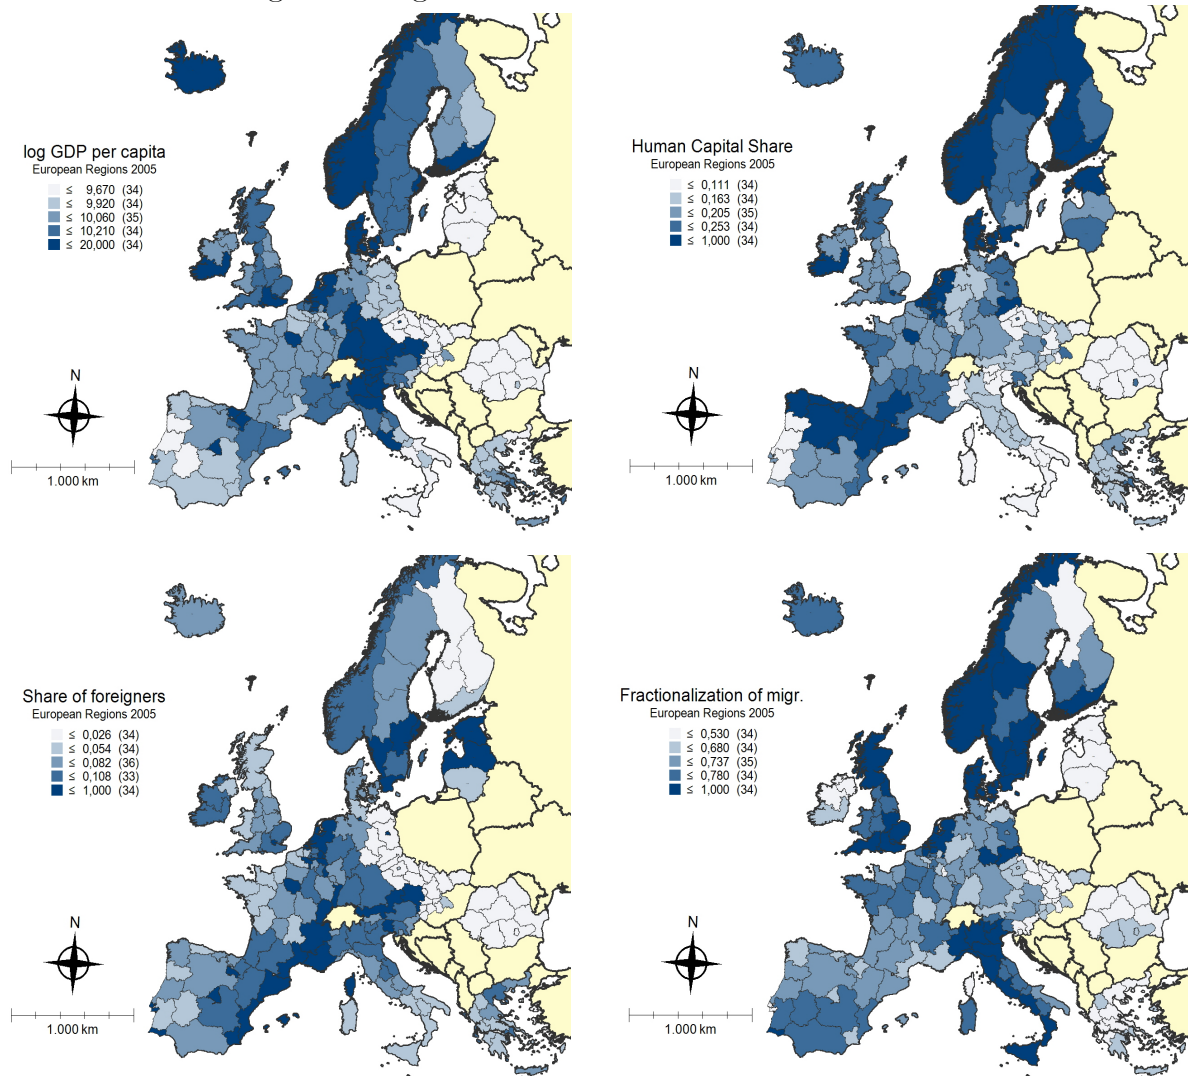 log GDP per capita
European Regions 2005
≤ 9,670 (34)
≤ 9,920 (34)
≤ 10,060 (35)
≤ 10,210 (34)
≤ 20,000 (34)
N
1.000 km
Human Capital Share
European Regions 2005
≤ 0,111 (34)
≤ 0,163 (34)
≤ 0,205 (35)
≤ 0,253 (34)
≤ 1,000 (34)
N
1.000 km
Share of foreigners
European Regions 2005
≤ 0,026 (34)
≤ 0,054 (34)
≤ 0,082 (36)
≤ 0,108 (33)
≤ 1,000 (34)
N
1.000 km
Fractionalization of migr.
European Regions 2005
≤ 0,530 (34)
≤ 0,680 (34)
≤ 0,737 (35)
≤ 0,780 (34)
≤ 1,000 (34)
N
1.000 km